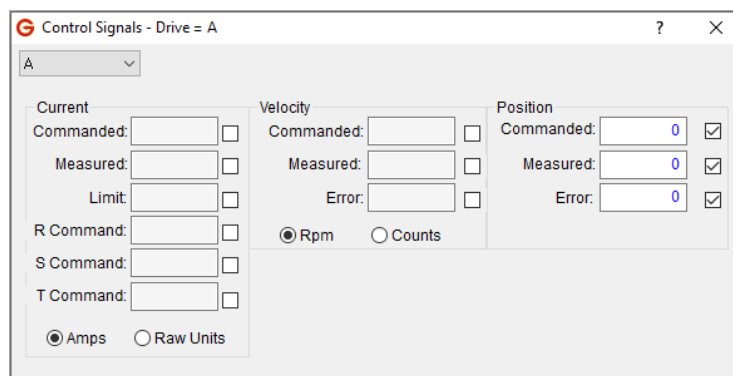 Control Signals - Drive = A
?
A
Current
Commanded:
Measured:
Limit:
R Command:
S Command:
T Command:
Amps
Raw Units
Velocity
Commanded:
Measured:
Error:
Rpm
Counts
Position
Commanded: 0
Measured: 0
Error: 0